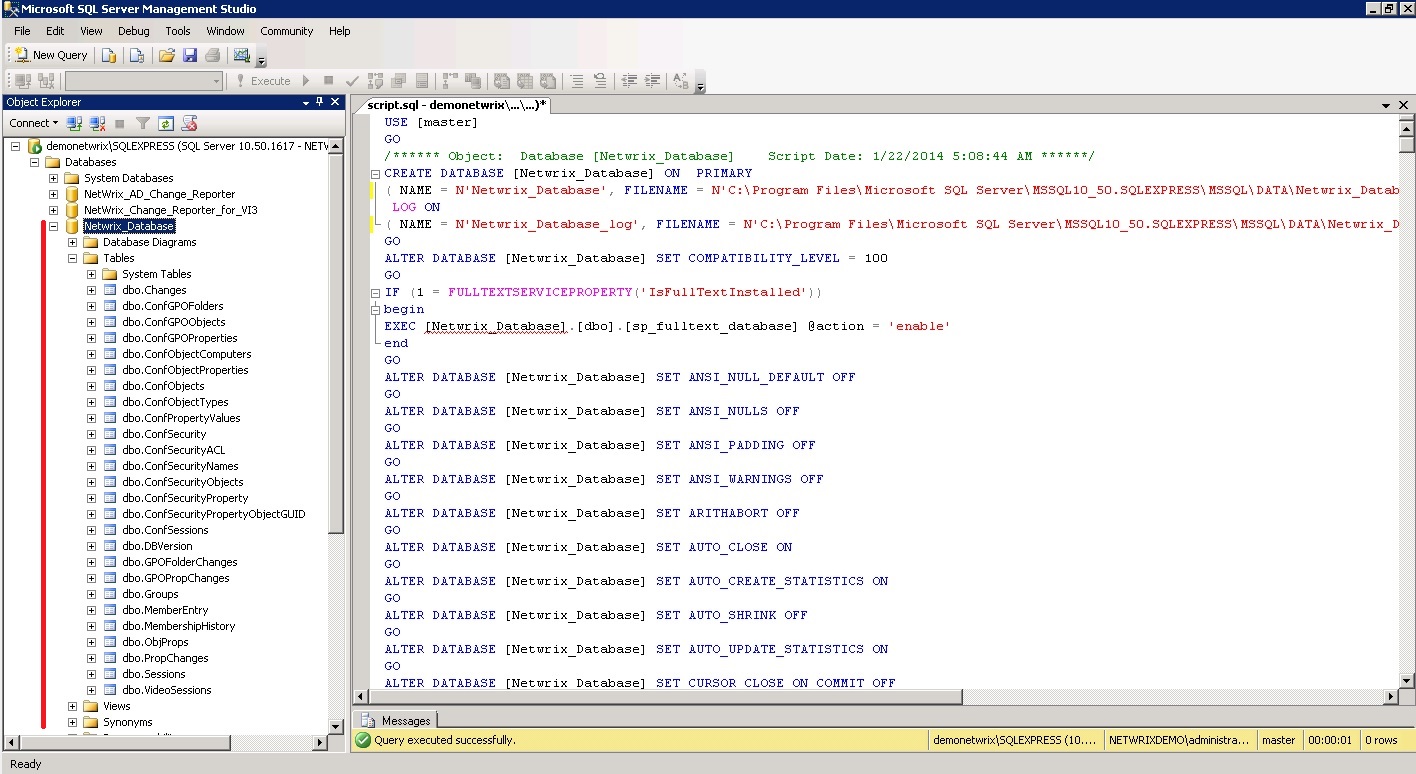 Microsoft SQL Server Management Studio
File Edit View Debug Tools Window Community Help
New Query
Execute
Object Explorer
Connect
demonetwrix\SQLEXPRESS (SQL Server 10.50.1617 - NETW
Databases
System Databases
NetWrix_AD_Change_Reporter
NetWrix_Change_Reporter_for_VI3
Netwrix_Database
Database Diagrams
Tables
System Tables
dbo.Changes
dbo.ConfGPOFolders
dbo.ConfGPOObjects
dbo.ConfGPOProperties
dbo.ConfObjectComputers
dbo.ConfObjectProperties
dbo.ConfObjects
dbo.ConfObjectTypes
dbo.ConfPropertyValues
dbo.ConfSecurity
dbo.ConfSecurityACL
dbo.ConfSecurityNames
dbo.ConfSecurityObjects
dbo.ConfSecurityProperty
dbo.ConfSecurityPropertyObjectGUID
dbo.ConfSessions
dbo.DBVersion
dbo.GPOFolderChanges
dbo.GPOPropChanges
dbo.Groups
dbo.MemberEntry
dbo.MembershipHistory
dbo.ObjProps
dbo.PropChanges
dbo.Sessions
dbo.VideoSessions
Views
Synonyms
script.sql - demonetwrix\...\...)*
USE [master]
GO
/****** Object:  Database [Netwrix_Database]    Script Date: 1/22/2014 5:08:44 AM ******/
CREATE DATABASE [Netwrix_Database] ON  PRIMARY
( NAME = N'Netwrix_Database', FILENAME = N'C:\Program Files\Microsoft SQL Server\MSSQL10_50.SQLEXPRESS\MSSQL\DATA\Netwrix_Datab
LOG ON
( NAME = N'Netwrix_Database_log', FILENAME = N'C:\Program Files\Microsoft SQL Server\MSSQL10_50.SQLEXPRESS\MSSQL\DATA\Netwrix_D
GO
ALTER DATABASE [Netwrix_Database] SET COMPATIBILITY_LEVEL = 100
GO
IF (1 = FULLTEXTSERVICEPROPERTY('IsFullTextInstalled'))
begin
EXEC [Netwrix_Database].[dbo].[sp_fulltext_database] @action = 'enable'
end
GO
ALTER DATABASE [Netwrix_Database] SET ANSI_NULL_DEFAULT OFF
GO
ALTER DATABASE [Netwrix_Database] SET ANSI_NULLS OFF
GO
ALTER DATABASE [Netwrix_Database] SET ANSI_PADDING OFF
GO
ALTER DATABASE [Netwrix_Database] SET ANSI_WARNINGS OFF
GO
ALTER DATABASE [Netwrix_Database] SET ARITHABORT OFF
GO
ALTER DATABASE [Netwrix_Database] SET AUTO_CLOSE ON
GO
ALTER DATABASE [Netwrix_Database] SET AUTO_CREATE_STATISTICS ON
GO
ALTER DATABASE [Netwrix_Database] SET AUTO_SHRINK OFF
GO
ALTER DATABASE [Netwrix_Database] SET AUTO_UPDATE_STATISTICS ON
GO
ALTER DATABASE [Netwrix_Database] SET CURSOR_CLOSE_ON_COMMIT OFF
Messages
Query executed successfully.
demonetwrix\SQLEXPRESS (10.... NETWRIXDEMO\administra... master 00:00:01 0 rows
Ready